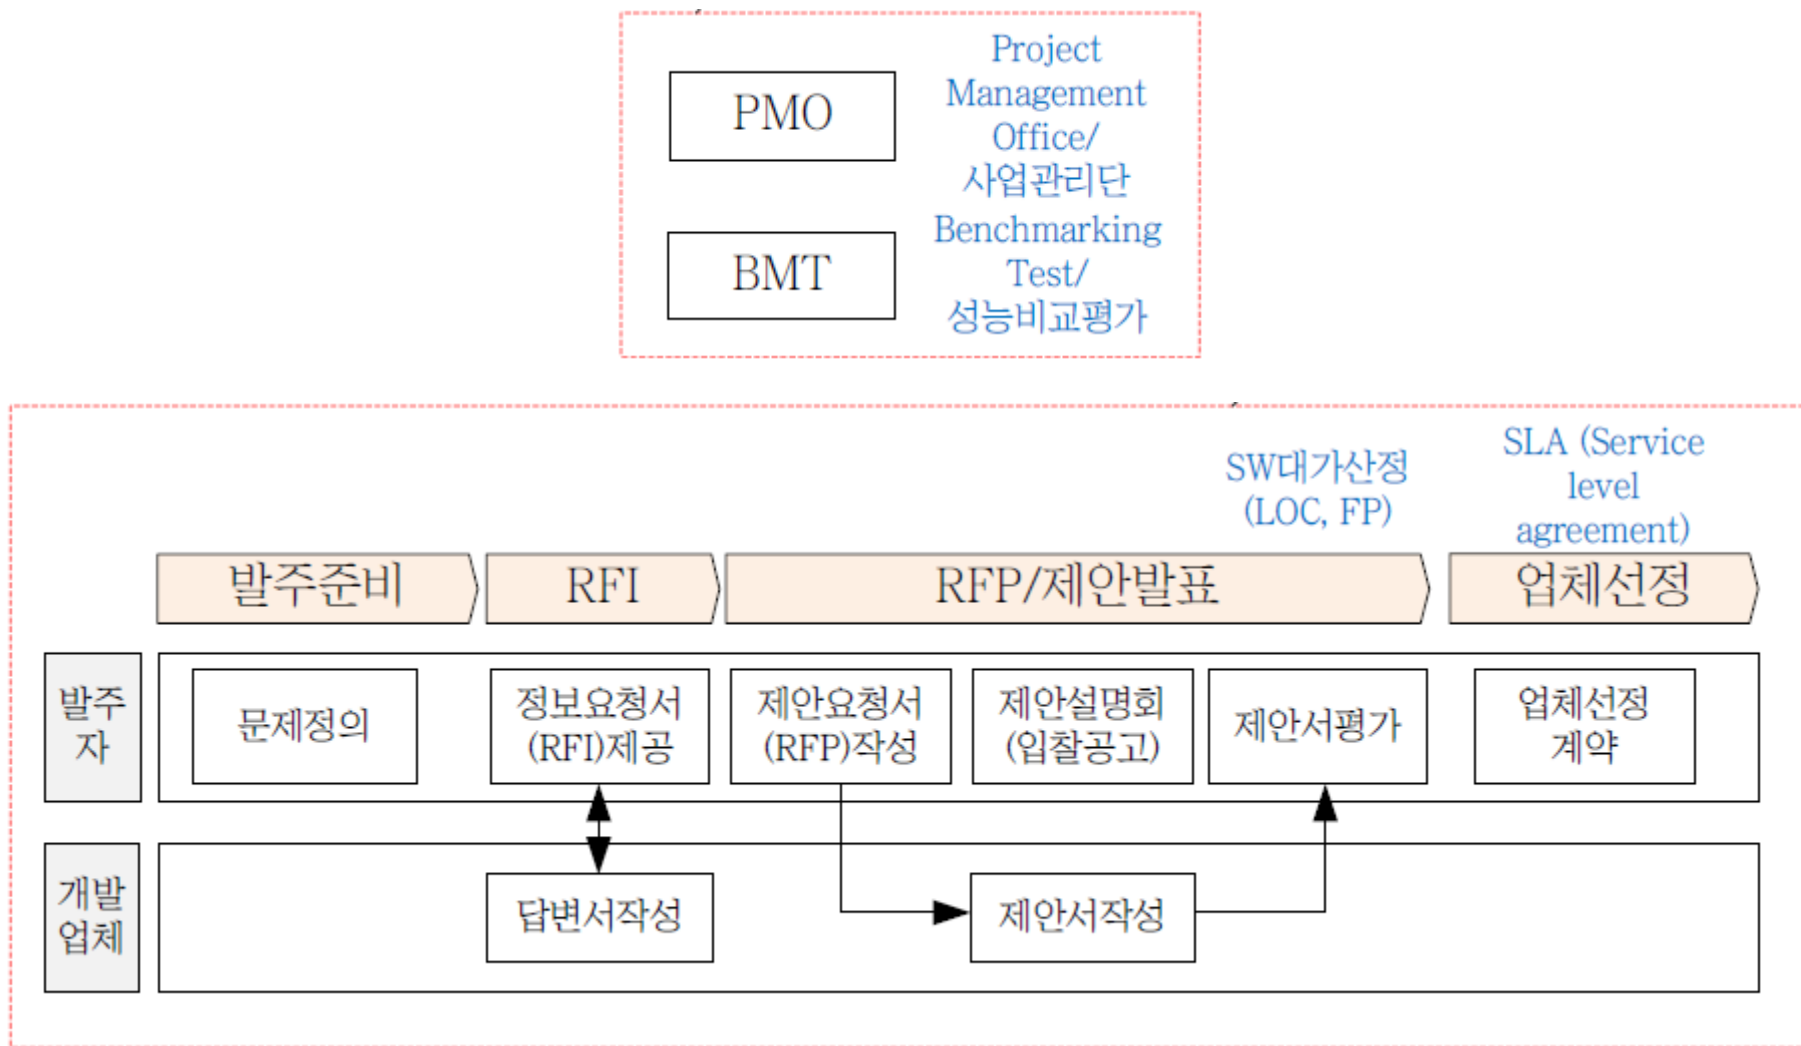 PMO
Project
Management
Office/
사업관리단
BMT
Benchmarking
Test/
성능비교평가
SW대가산정
(LOC, FP)
SLA (Service
level
agreement)
발주준비
RFI
RFP/제안발표
업체선정
발주
자
문제정의
정보요청서
(RFI)제공
제안요청서
(RFP)작성
제안설명회
(입찰공고)
제안서평가
업체선정
계약
개발
업체
답변서작성
제안서작성